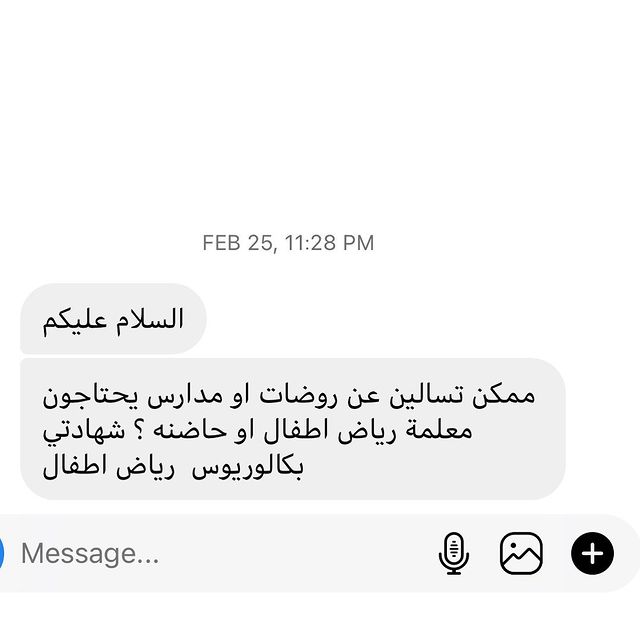 FEB 25, 11:28 PM
السلام عليكم
ممكن تسالين عن روضات او مدارس يحتاجون
معلمة رياض اطفال او حاضنه ؟ شهادتي
بكالوريوس  رياض اطفال
Message...